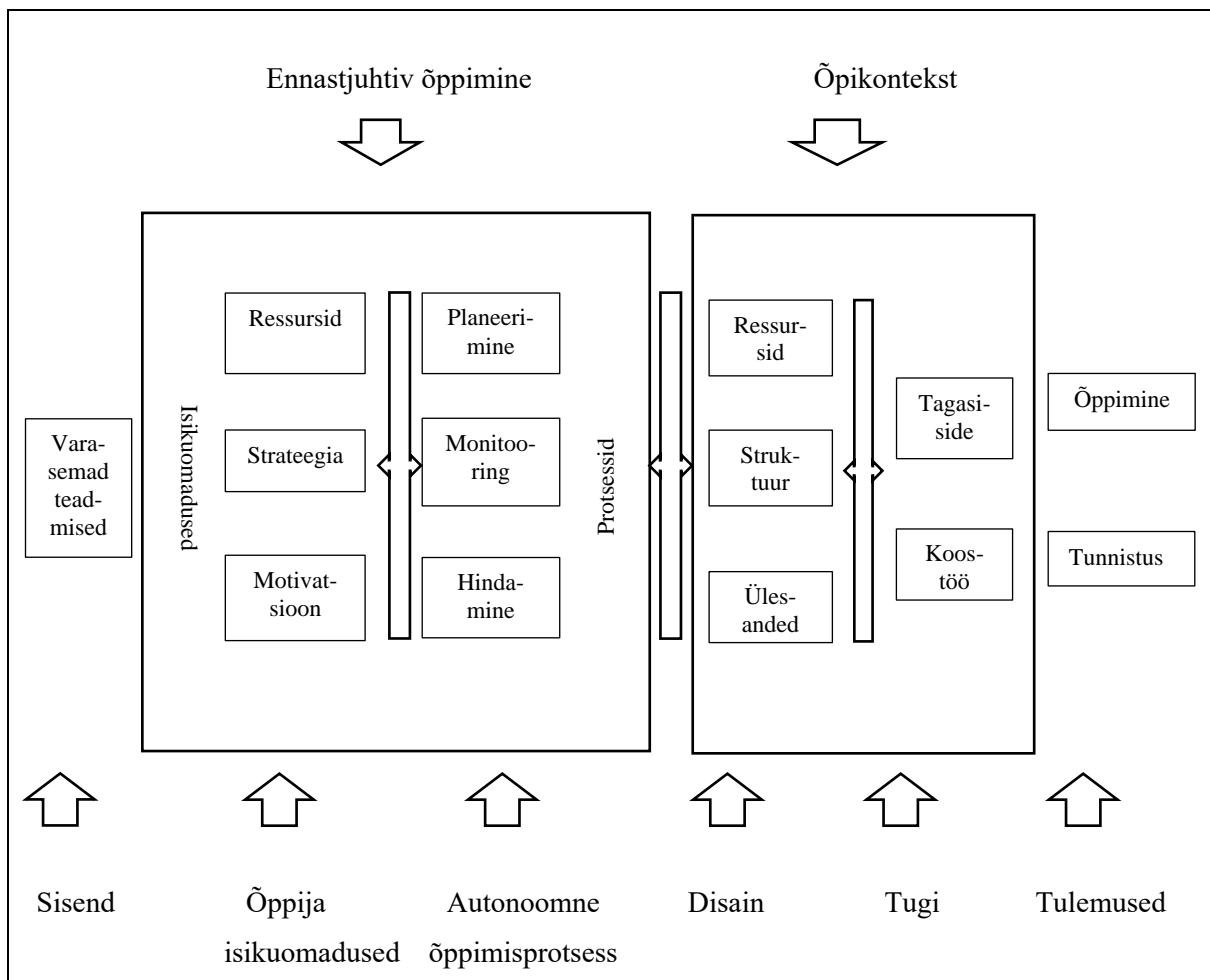 Ennastjuhtiv õppimine
Õpikontekst
Vara-
semad
tead-
mised
Isikuomadused
Ressursid
Strateegia
Motivat-
sioon
Planeeri-
mine
Monitoo-
ring
Hinda-
mine
Protsessid
Ressur-
sid
Struk-
tuur
Üles-
anded
Tagasi-
side
Koos-
töö
Õppimine
Tunnistus
Sisend
Õppija
isikuomadused
Autonoomne
õppimisprotsess
Disain
Tugi
Tulemused